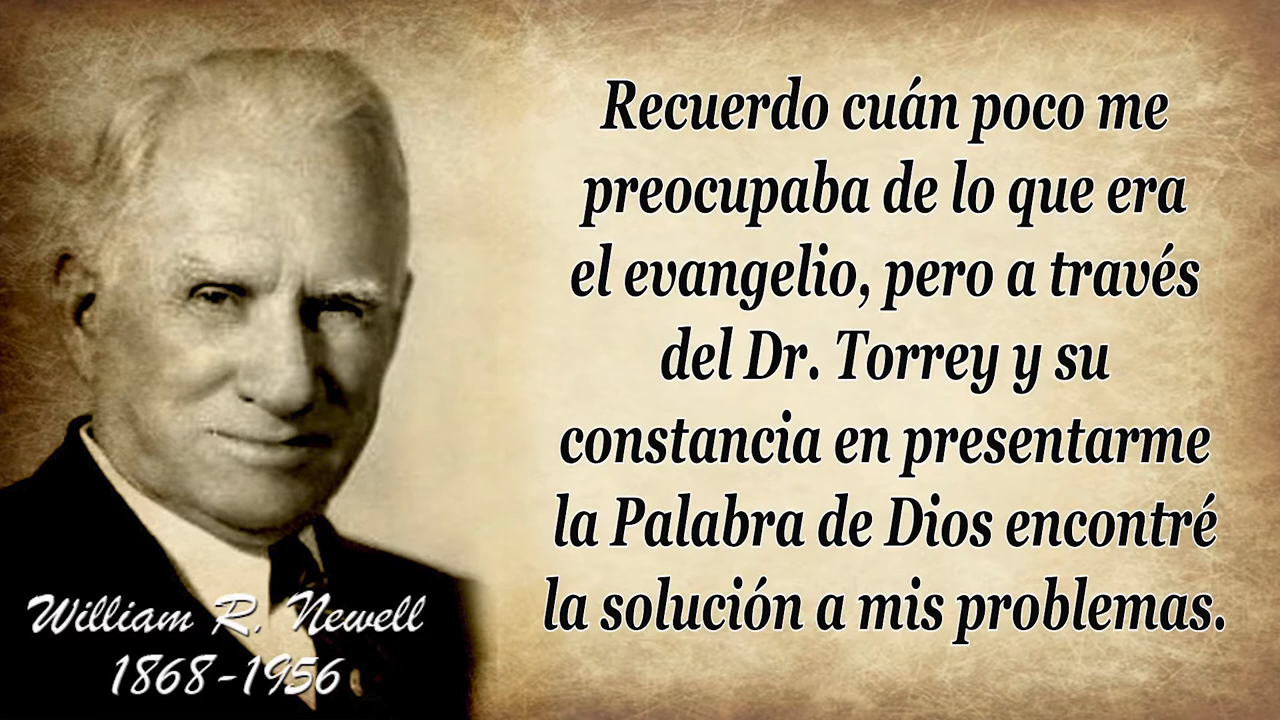 Recuerdo cuán poco me
preocupaba de lo que era
el evangelio, pero a través
del Dr. Torrey y su
constancia en presentarme
la Palabra de Dios encontré
la solución a mis problemas.
William R. Newell
1868-1956